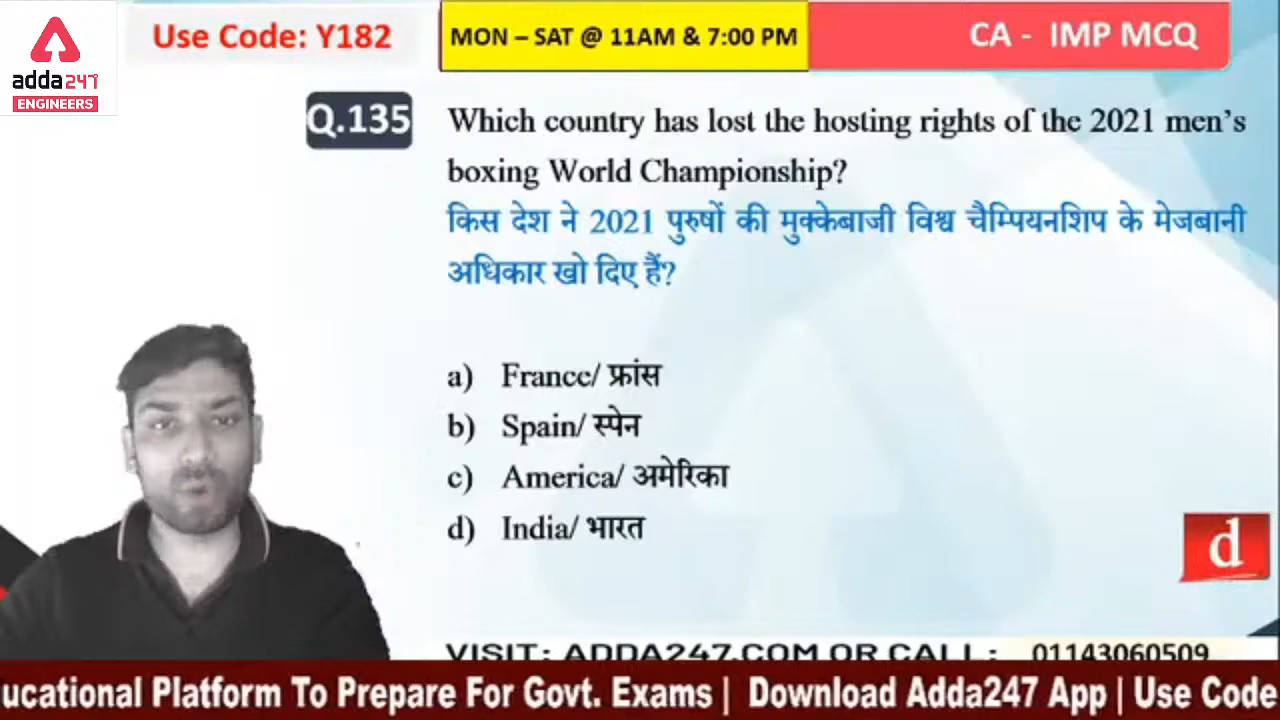 adda247
ENGINEERS
Use Code: Y182
MON – SAT @ 11AM & 7:00 PM
CA - IMP MCQ
Q.135
Which country has lost the hosting rights of the 2021 men's
boxing World Championship?
किस देश ने 2021 पुरुषों की मुक्केबाजी विश्व चैम्पियनशिप के मेजबानी
अधिकार खो दिए हैं?
a) France/ फ्रांस
b) Spain/ स्पेन
c) America/ अमेरिका
d) India/ भारत
d
VISIT: ADDA247.COM OR CALL: 01143060509
ucational Platform To Prepare For Govt. Exams | Download Adda247 App | Use Code